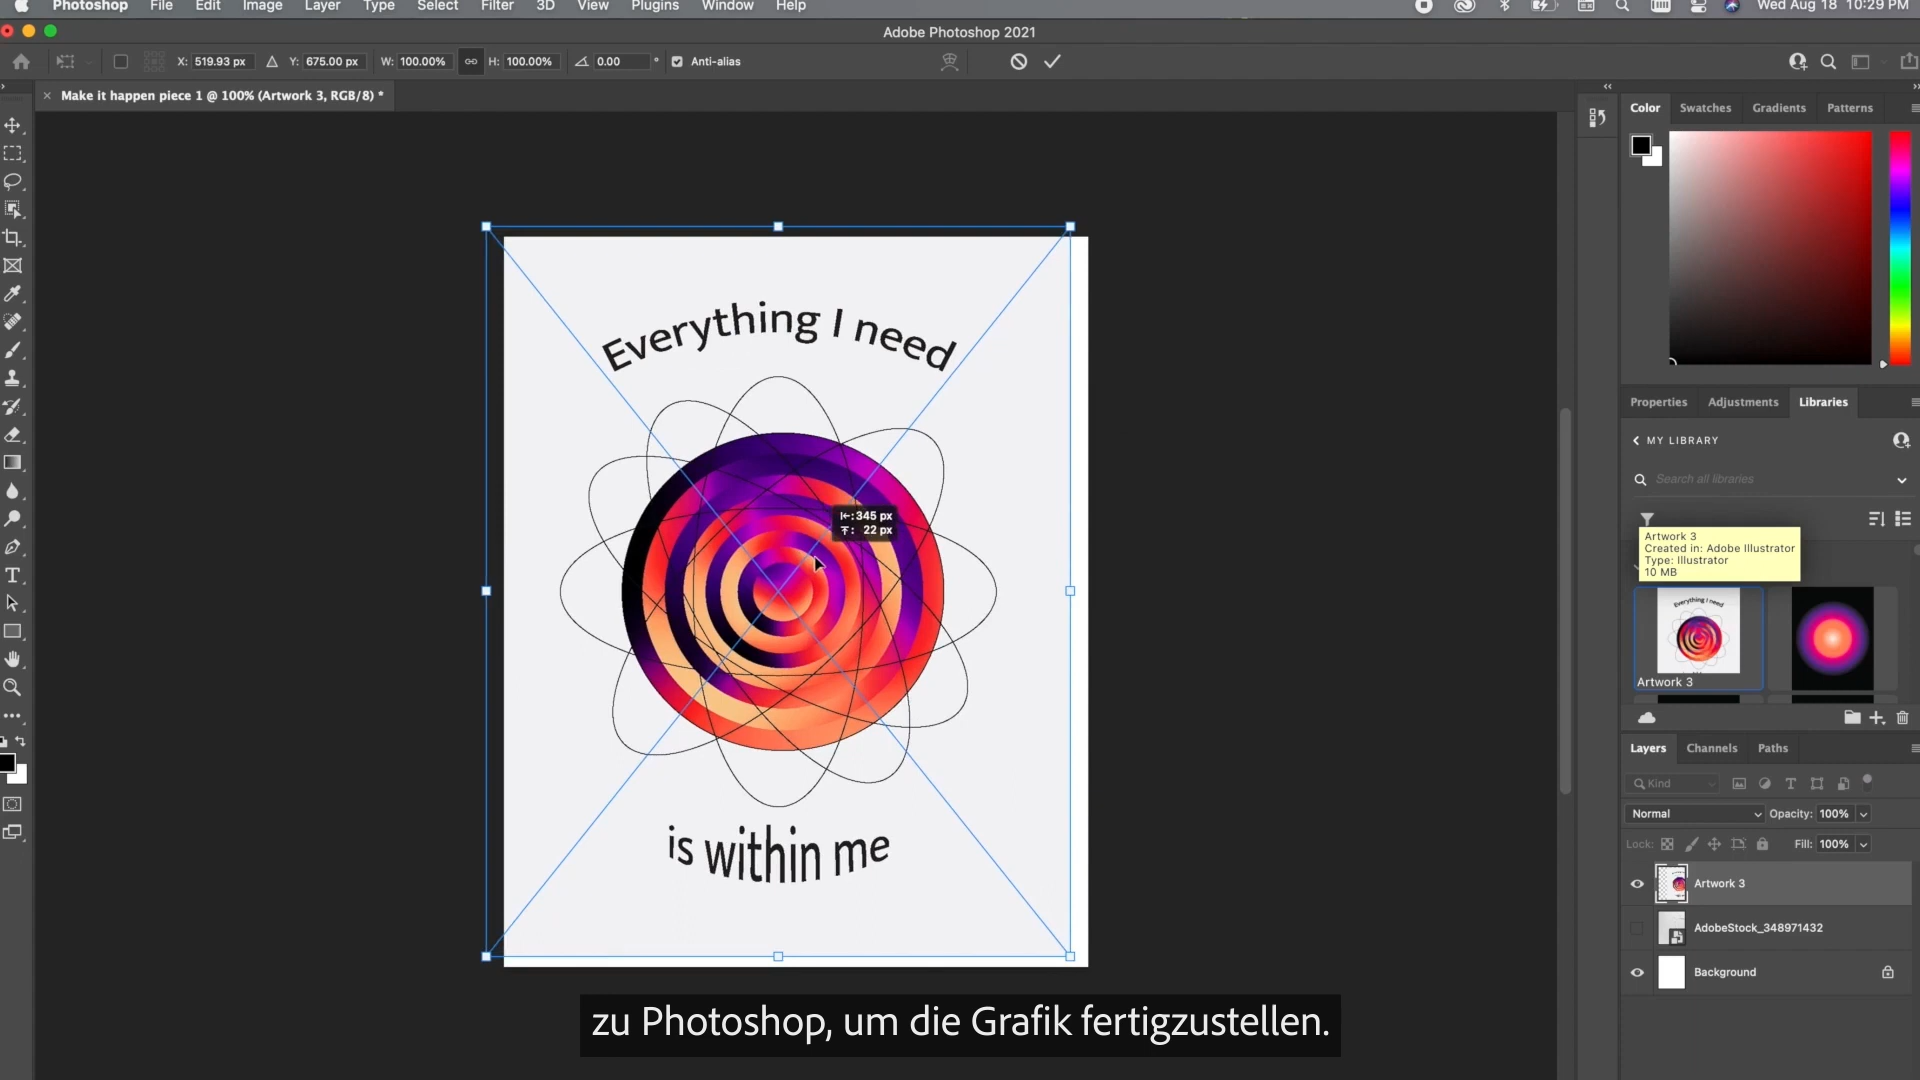 Photoshop File Edit Image Layer Type Select Filter 3D View Plugins Window Help Wed Aug 18 10:29 PM
Adobe Photoshop 2021
X: 519.93 px Y: 675.00 px W: 100.00% H: 100.00% 0.00 ° Anti-alias
Make it happen piece 1 @ 100% (Artwork 3, RGB/8) *
Color Swatches Gradients Patterns
Everything I need
345 px
22 px
is within me
Properties Adjustments Libraries
MY LIBRARY
Search all libraries
Artwork 3
Created in: Adobe Illustrator
Type: Illustrator
10 MB
Everything I need
Artwork 3
Layers Channels Paths
Kind
Normal Opacity: 100%
Lock: Fill: 100%
Artwork 3
AdobeStock_348971432
Background
zu Photoshop, um die Grafik fertigzustellen.